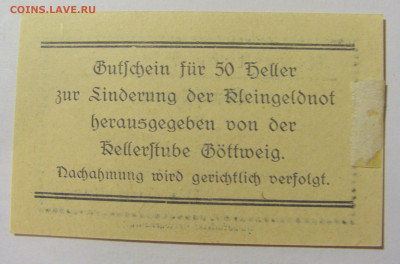 COINS.LAVE.RU
Gutschein für 50 Heller
zur Linderung der Kleingeldnot
herausgegeben von der
Kellerstube Göttweig.
Nachahmung wird gerichtlich verfolgt.